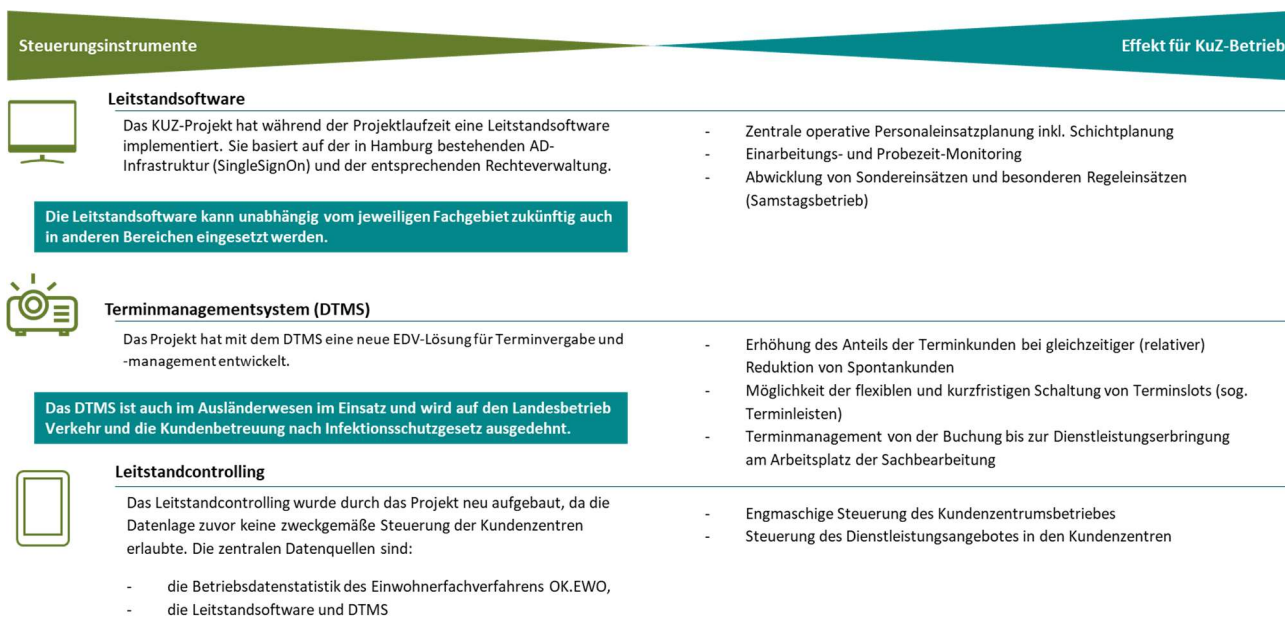 Steuerungsinstrumente
Effekt für KuZ-Betrieb
Leitstandsoftware
Das KUZ-Projekt hat während der Projektlaufzeit eine Leitstandsoftware
implementiert. Sie basiert auf der in Hamburg bestehenden AD-
Infrastruktur (SingleSignOn) und der entsprechenden Rechteverwaltung.
Die Leitstandsoftware kann unabhängig vom jeweiligen Fachgebiet zukünftig auch
in anderen Bereichen eingesetzt werden.
- Zentrale operative Personaleinsatzplanung inkl. Schichtplanung
- Einarbeitungs- und Probezeit-Monitoring
- Abwicklung von Sondereinsätzen und besonderen Regeleinsätzen
(Samstagsbetrieb)
Terminmanagementsystem (DTMS)
Das Projekt hat mit dem DTMS eine neue EDV-Lösung für Terminvergabe und
-management entwickelt.
Das DTMS ist auch im Ausländerwesen im Einsatz und wird auf den Landesbetrieb
Verkehr und die Kundenbetreuung nach Infektionsschutzgesetz ausgedehnt.
- Erhöhung des Anteils der Terminkunden bei gleichzeitiger (relativer)
Reduktion von Spontankunden
- Möglichkeit der flexiblen und kurzfristigen Schaltung von Terminslots (sog.
Terminleisten)
- Terminmanagement von der Buchung bis zur Dienstleistungserbringung
am Arbeitsplatz der Sachbearbeitung
Leitstandcontrolling
Das Leitstandcontrolling wurde durch das Projekt neu aufgebaut, da die
Datenlage zuvor keine zweckgemäße Steuerung der Kundenzentren
erlaubte. Die zentralen Datenquellen sind:
- die Betriebsdatenstatistik des Einwohnerfachverfahrens OK.EWO,
- die Leitstandsoftware und DTMS
- Engmaschige Steuerung des Kundenzentrumsbetriebes
- Steuerung des Dienstleistungsangebotes in den Kundenzentren